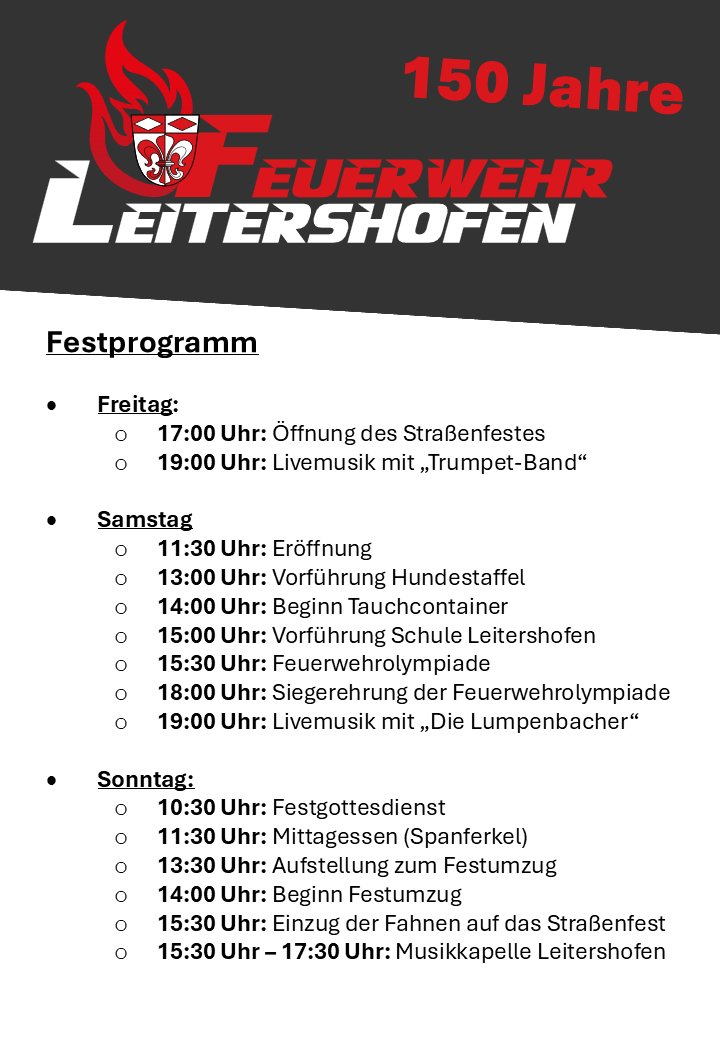 150 Jahre
FEUERWEHR
LEITERSHOFEN
Festprogramm
• Freitag:
o 17:00 Uhr: Öffnung des Straßenfestes
o 19:00 Uhr: Livemusik mit „Trumpet-Band“
• Samstag
o 11:30 Uhr: Eröffnung
o 13:00 Uhr: Vorführung Hundestaffel
o 14:00 Uhr: Beginn Tauchcontainer
o 15:00 Uhr: Vorführung Schule Leitershofen
o 15:30 Uhr: Feuerwehrolympiade
o 18:00 Uhr: Siegerehrung der Feuerwehrolympiade
o 19:00 Uhr: Livemusik mit „Die Lumpenbacher“
• Sonntag:
o 10:30 Uhr: Festgottesdienst
o 11:30 Uhr: Mittagessen (Spanferkel)
o 13:30 Uhr: Aufstellung zum Festumzug
o 14:00 Uhr: Beginn Festumzug
o 15:30 Uhr: Einzug der Fahnen auf das Straßenfest
o 15:30 Uhr – 17:30 Uhr: Musikkapelle Leitershofen